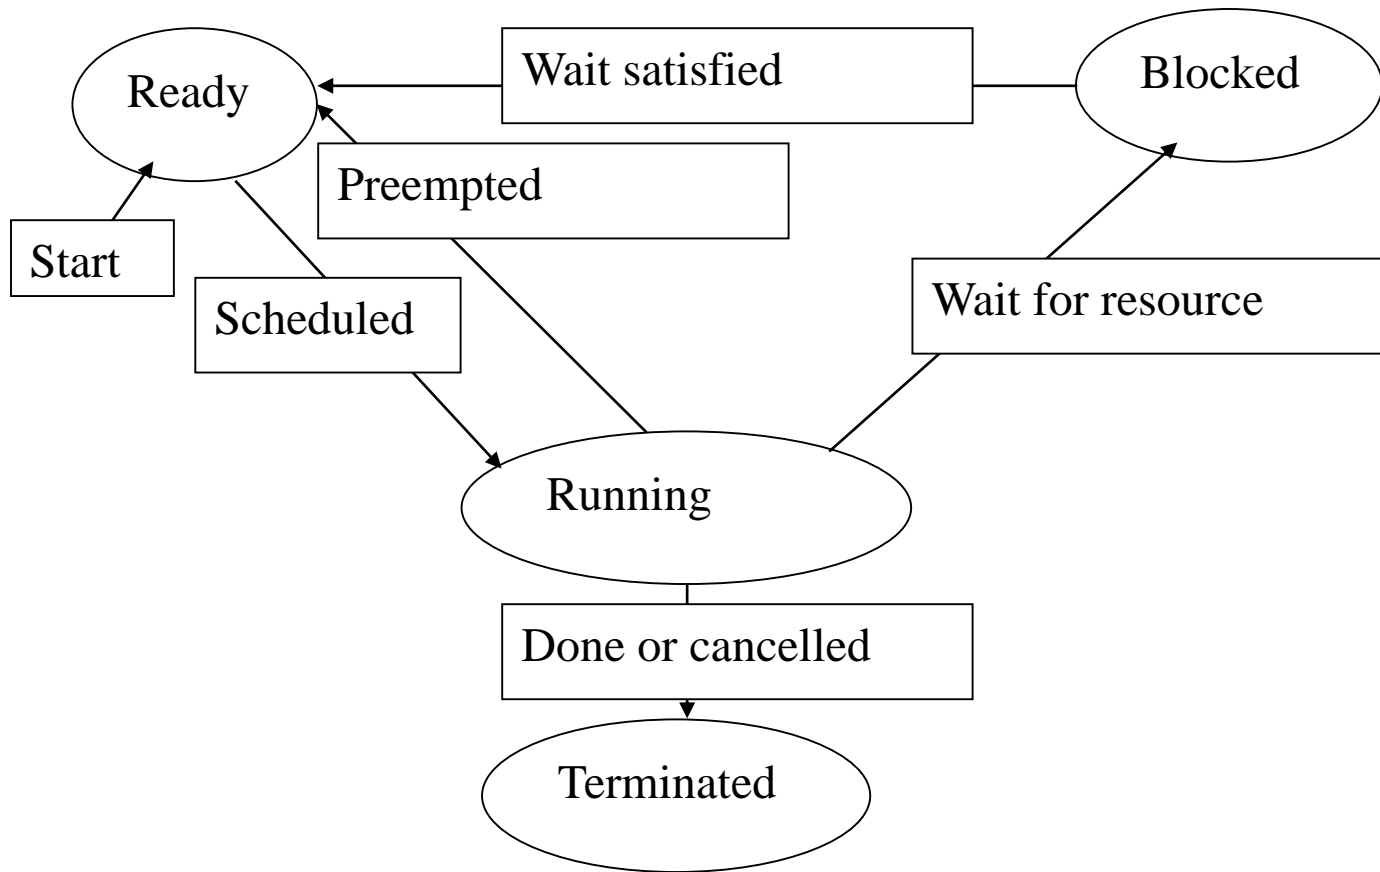 Wait satisfied
Blocked
Ready
Preempted
Start
Scheduled
Wait for resource
Running
Done or cancelled
Terminated